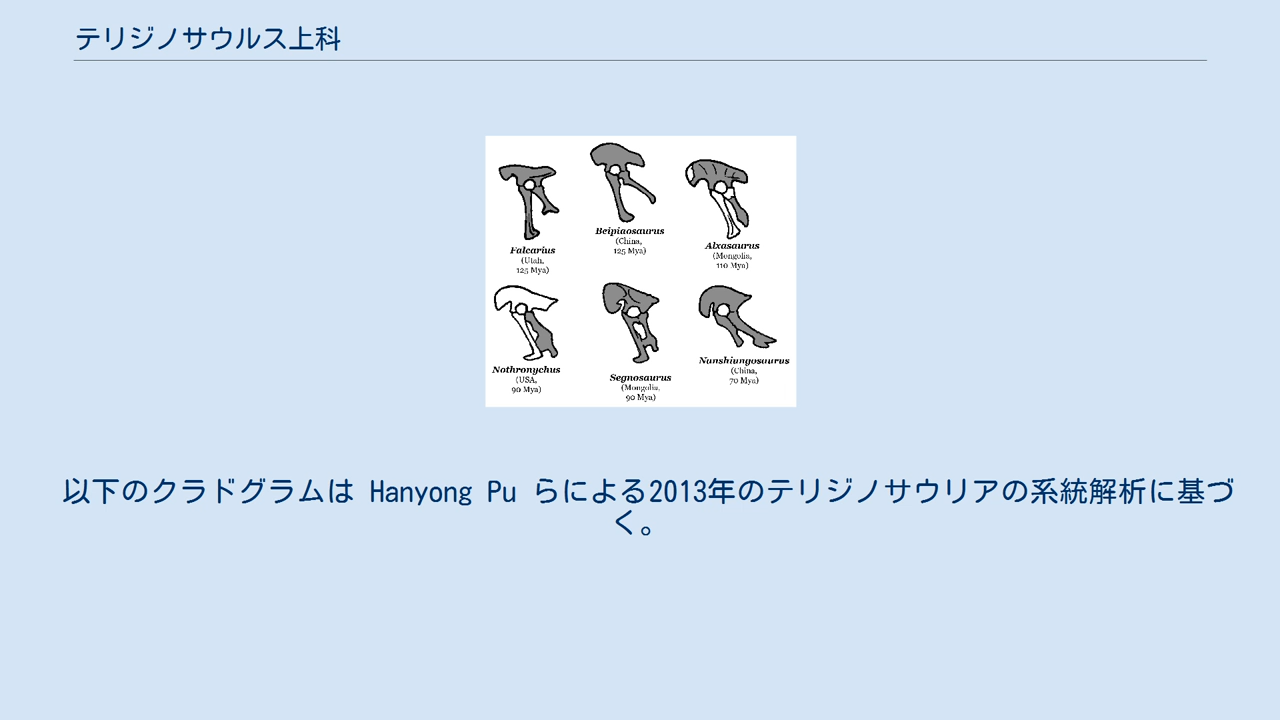 テリジノサウルス上科
Falcarius
(Utah,
125 Mya)
Beipiaosaurus
(China,
125 Mya)
Alxasaurus
(Mongolia,
110 Mya)
Nothronychus
(USA,
90 Mya)
Segnosaurus
(Mongolia,
90 Mya)
Nanshiungosaurus
(China,
70 Mya)
以下のクラドグラムは Hanyong Pu らによる2013年のテリジノサウリアの系統解析に基づ
く。